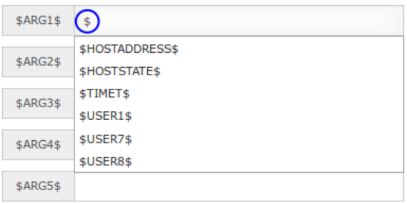 $ARG1$ $
$HOSTADDRESS$
$ARG2$
$HOSTSTATE$
$ARG3$ $TIMET$
$USER1$
$ARG4$ $USER7$
$USER8$
$ARG5$